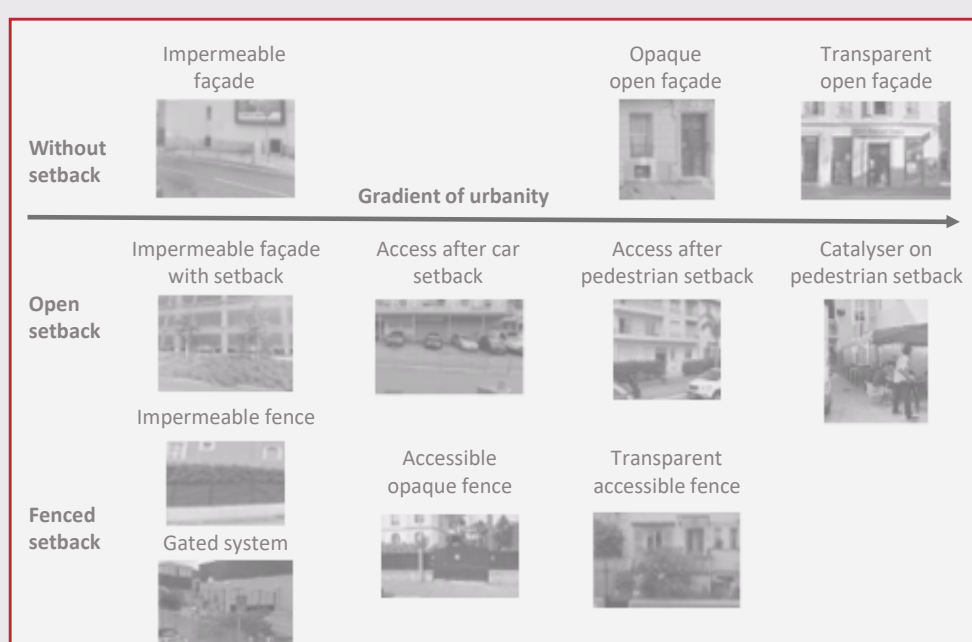 Impermeable
façade
Opaque
open façade
Transparent
open façade
Without
setback
Gradient of urbanity
Impermeable façade
with setback
Access after car
setback
Access after
pedestrian setback
Catalyser on
pedestrian setback
Open
setback
Impermeable fence
Accessible
opaque fence
Transparent
accessible fence
Fenced
setback
Gated system